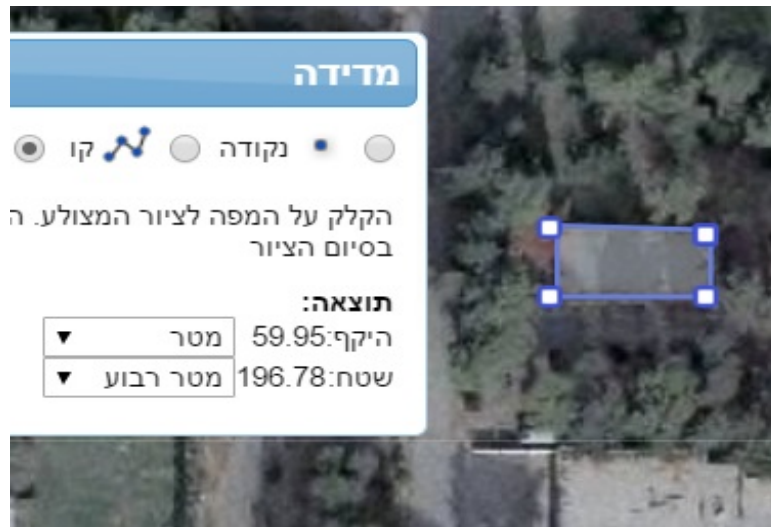 מדידה
נקודה קו
הקלק על המפה לציור המצולע. ה
בסיום הציור
תוצאה:
היקף:59.95 מטר
שטח:196.78 מטר רבוע